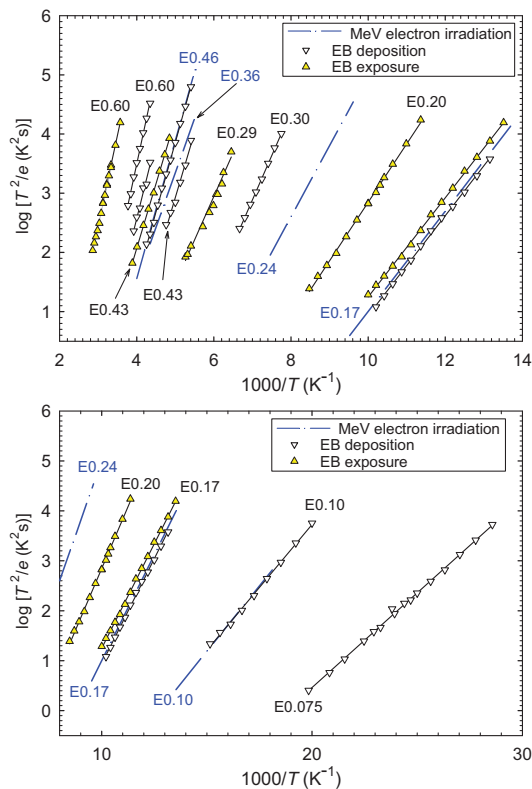 MeV electron irradiation
EB deposition
EB exposure
E0.46
E0.60
E0.60
E0.36
E0.20
E0.29
E0.30
E0.24
E0.43
E0.43
E0.17
log [T²/e (K²s)]
6
5
4
3
2
1
2 4 6 8 10 12 14
1000/T (K⁻¹)
MeV electron irradiation
EB deposition
EB exposure
E0.24
E0.20
E0.17
E0.10
E0.17
E0.10
E0.075
log [T²/e (K²s)]
6
5
4
3
2
1
0
10 20 30
1000/T (K⁻¹)